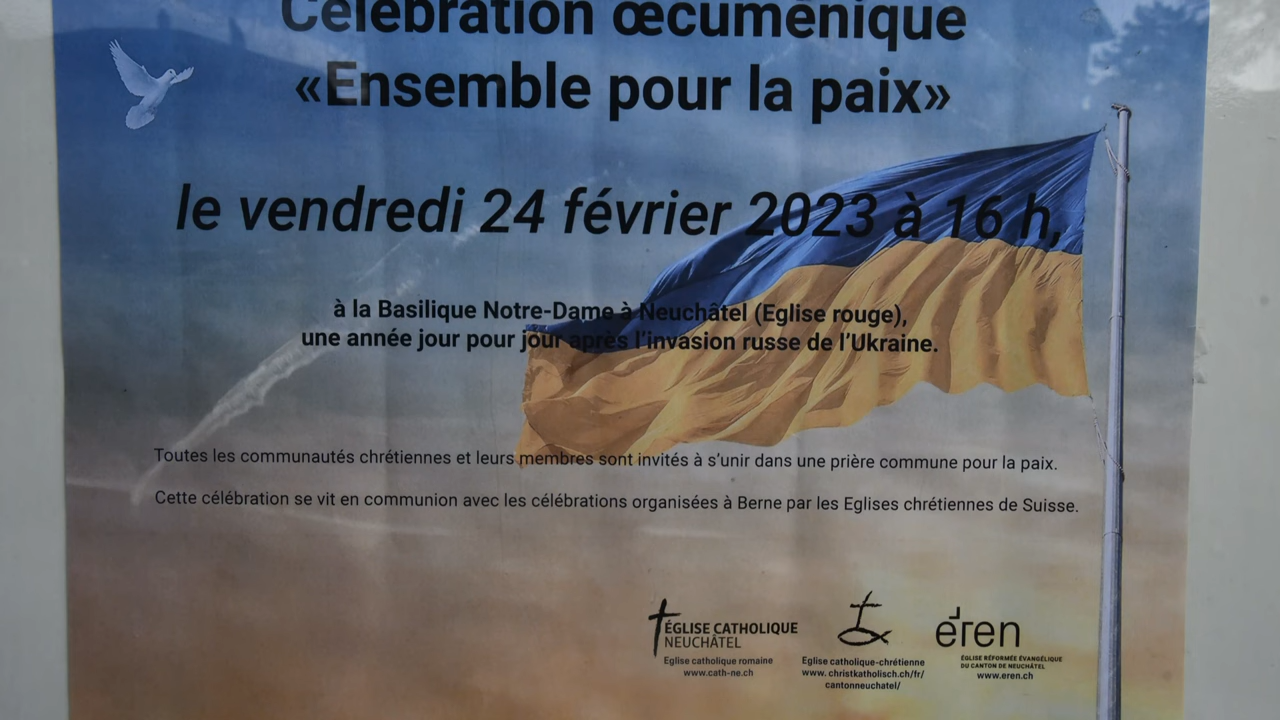 Célébration œcuménique
«Ensemble pour la paix»
le vendredi 24 février 2023 à 16 h,
à la Basilique Notre-Dame à Neuchâtel (Eglise rouge),
une année jour pour jour après l'invasion russe de l'Ukraine.
Toutes les communautés chrétiennes et leurs membres sont invités à s'unir dans une prière commune pour la paix.
Cette célébration se vit en communion avec les célébrations organisées à Berne par les Eglises chrétiennes de Suisse.
ÉGLISE CATHOLIQUE
NEUCHÂTEL
Eglise catholique romaine
www.cath-ne.ch
Eglise catholique-chrétienne
www. christkatholisch.ch/fr/
cantonneuchatel/
éren
ÉGLISE RÉFORMÉE ÉVANGÉLIQUE
DU CANTON DE NEUCHÂTEL
www.eren.ch